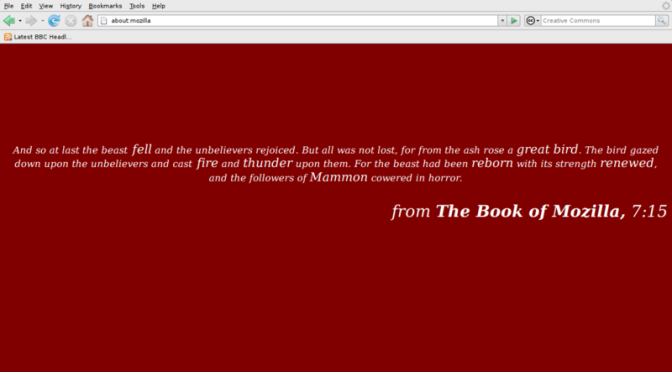 File Edit View History Bookmarks Tools Help
about:mozilla Creative Commons
Latest BBC Headl...
And so at last the beast fell and the unbelievers rejoiced. But all was not lost, for from the ash rose a great bird. The bird gazed
down upon the unbelievers and cast fire and thunder upon them. For the beast had been reborn with its strength renewed,
and the followers of Mammon cowered in horror.
from The Book of Mozilla, 7:15